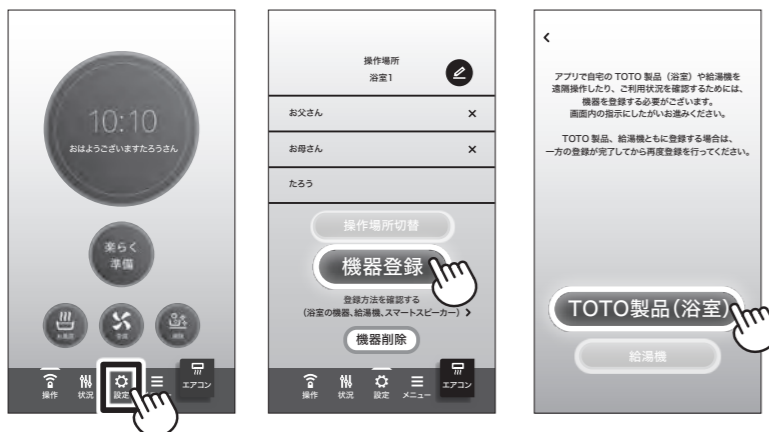 10:10
おはようございますたろうさん
楽らく
準備
お風呂
操作
状況
設定
エアコン
操作場所
浴室1
お父さん ×
お母さん ×
たろう
操作場所切替
機器登録
登録方法を確認する
(浴室の機器、給湯機、スマートスピーカー)
機器削除
操作
状況
設定
メニュー
エアコン
アプリで自宅の TOTO 製品(浴室)や給湯機を
遠隔操作したり、ご利用状況を確認するためには、
機器を登録する必要がございます。
画面内の指示にしたがいお進みください。
TOTO 製品、給湯機ともに登録する場合は、
一方の登録が完了してから再度登録を行ってください。
TOTO製品(浴室)
給湯機